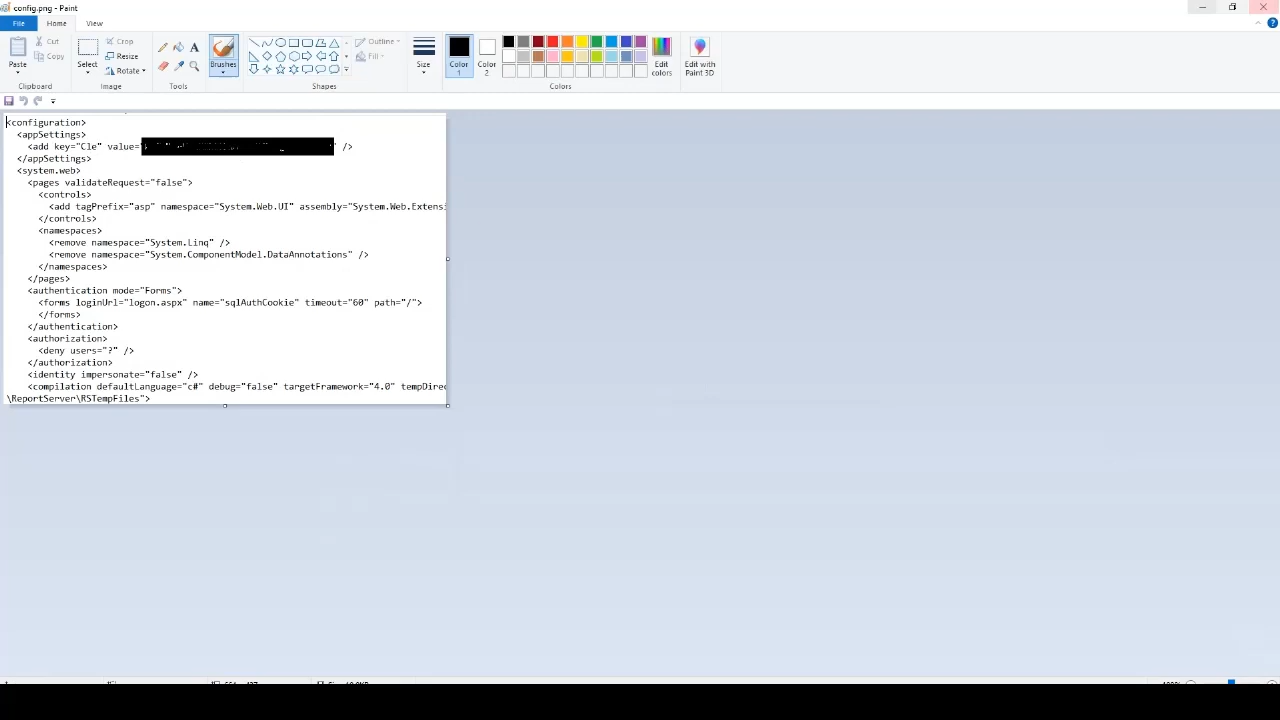 config.png - Paint
File Home View
Paste
Cut
Copy
Clipboard
Select
Crop
Resize
Rotate
Image
A
Tools
Brushes
Outline
Fill
Shapes
Size
Color
1
Color
2
Edit
colors
Colors
Edit with
Paint 3D
<configuration>
<appSettings>
<add key="Cle" value= " />
</appSettings>
<system.web>
<pages validateRequest="false">
<controls>
<add tagPrefix="asp" namespace="System.Web.UI" assembly="System.Web.Extensi
</controls>
<namespaces>
<remove namespace="System.Linq" />
<remove namespace="System.ComponentModel.DataAnnotations" />
</namespaces>
</pages>
<authentication mode="Forms">
<forms loginUrl="logon.aspx" name="sqlAuthCookie" timeout="60" path="/">
</forms>
</authentication>
<authorization>
<deny users="?" />
</authorization>
<identity impersonate="false" />
<compilation defaultLanguage="c#" debug="false" targetFramework="4.0" tempDirec
\ReportServer\RSTempFiles">